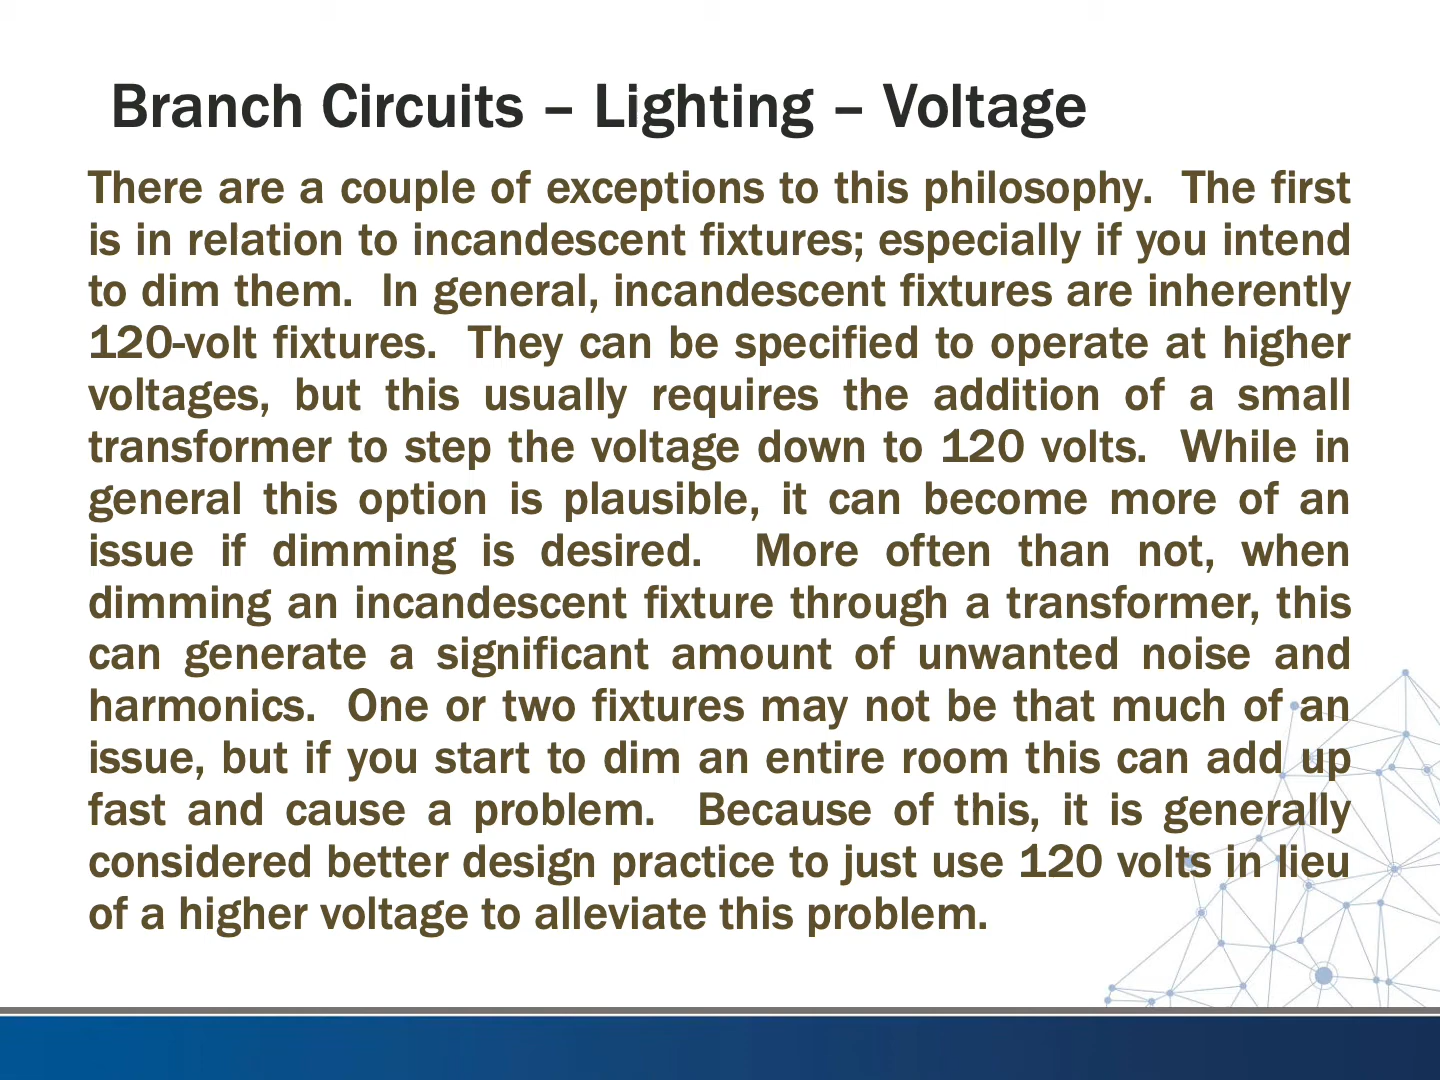 Branch Circuits – Lighting – Voltage
There are a couple of exceptions to this philosophy.  The first
is in relation to incandescent fixtures; especially if you intend
to dim them.  In general, incandescent fixtures are inherently
120-volt fixtures.  They can be specified to operate at higher
voltages, but this usually requires the addition of a small
transformer to step the voltage down to 120 volts.  While in
general this option is plausible, it can become more of an
issue if dimming is desired.  More often than not, when
dimming an incandescent fixture through a transformer, this
can generate a significant amount of unwanted noise and
harmonics.  One or two fixtures may not be that much of an
issue, but if you start to dim an entire room this can add up
fast and cause a problem.  Because of this, it is generally
considered better design practice to just use 120 volts in lieu
of a higher voltage to alleviate this problem.